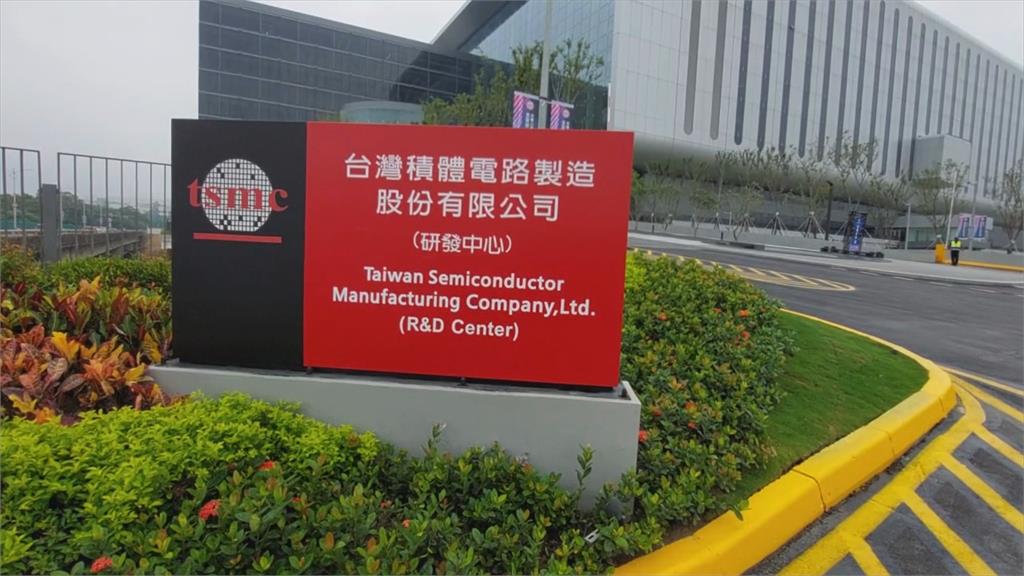 tsmc
台灣積體電路製造
股份有限公司
（研發中心）
Taiwan Semiconductor
Manufacturing Company,Ltd.
(R&D Center)